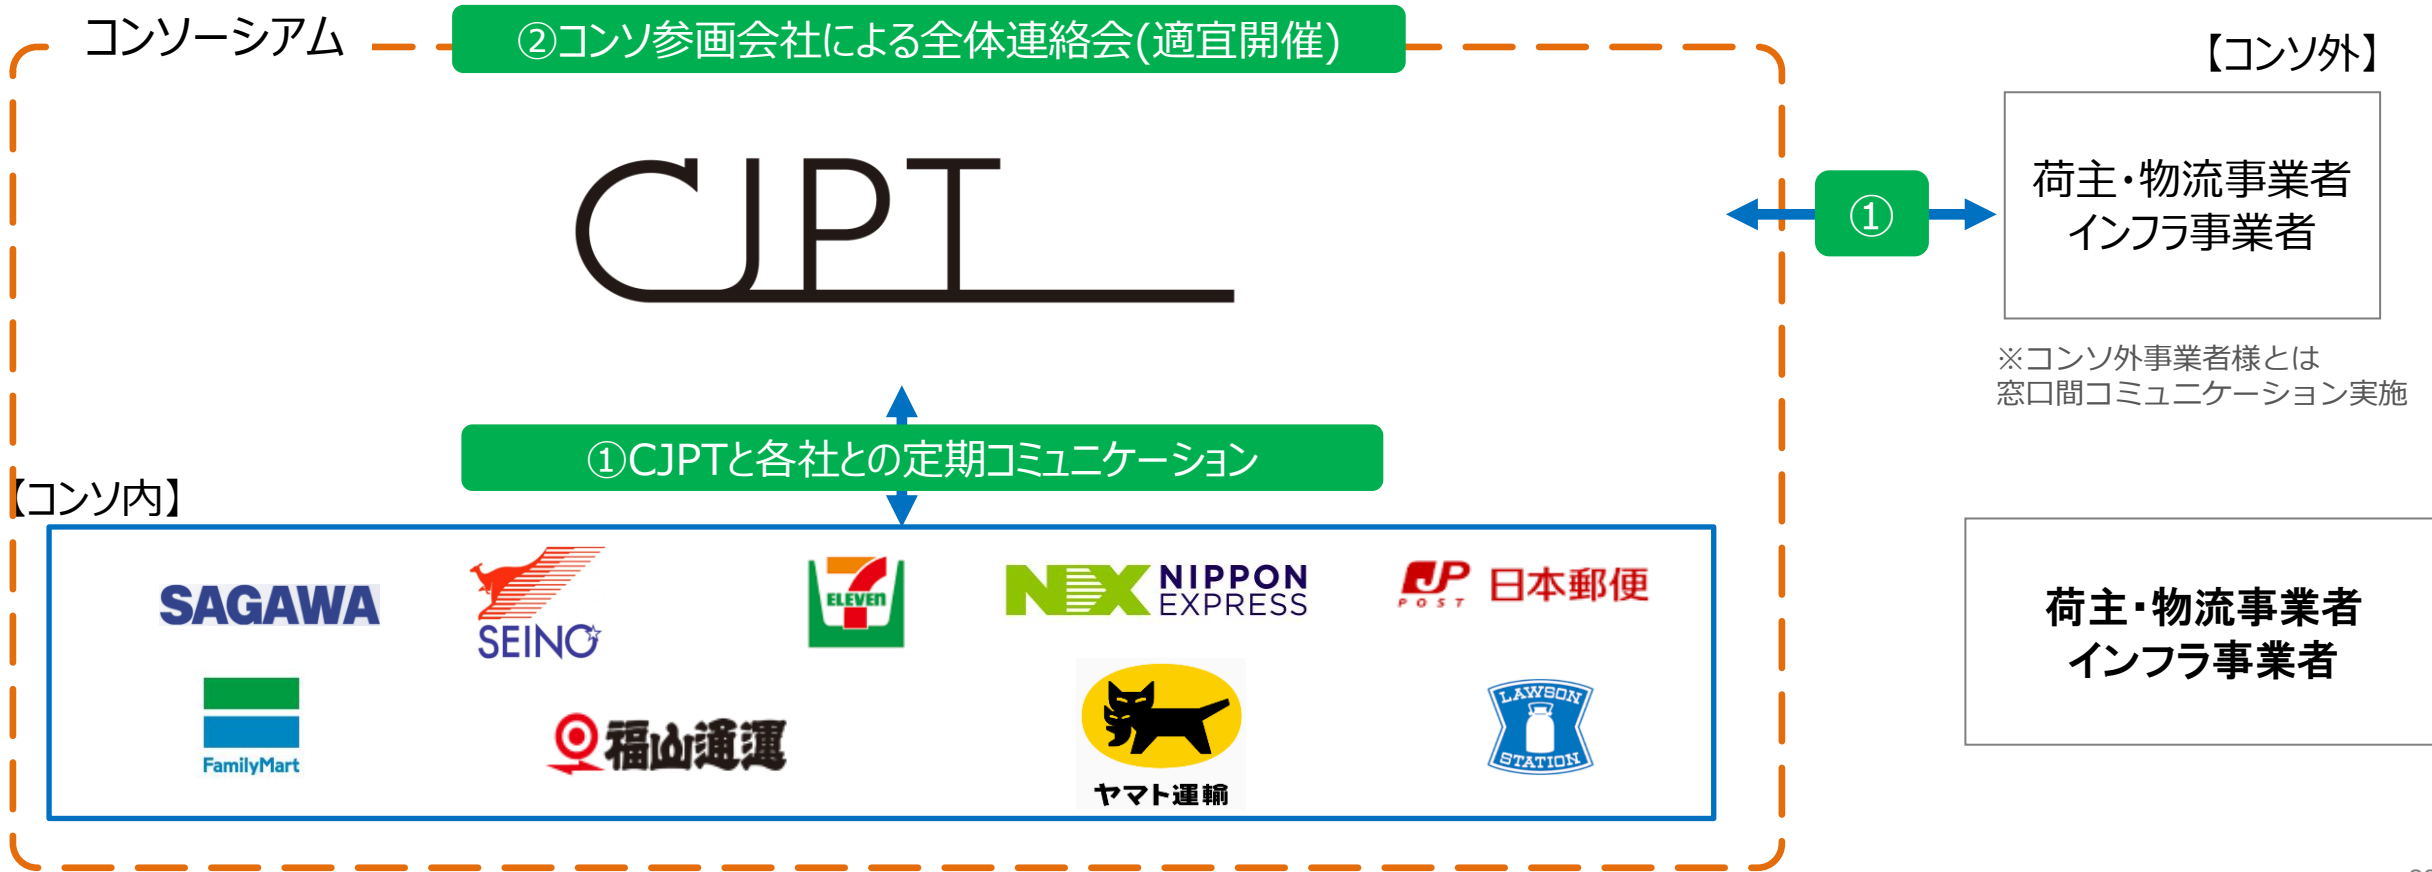 コンソーシアム
②コンソ参画会社による全体連絡会(適宜開催)
【コンソ外】
CJPT
①
荷主・物流事業者
インフラ事業者
※コンソ外事業者様とは
窓口間コミュニケーション実施
①CJPTと各社との定期コミュニケーション
【コンソ内】
SAGAWA
SEINO
ELEVEN
NX NIPPON
EXPRESS
JP
POST
日本郵便
荷主・物流事業者
インフラ事業者
FamilyMart
福山通運
ヤマト運輸
LAWSON
STATION